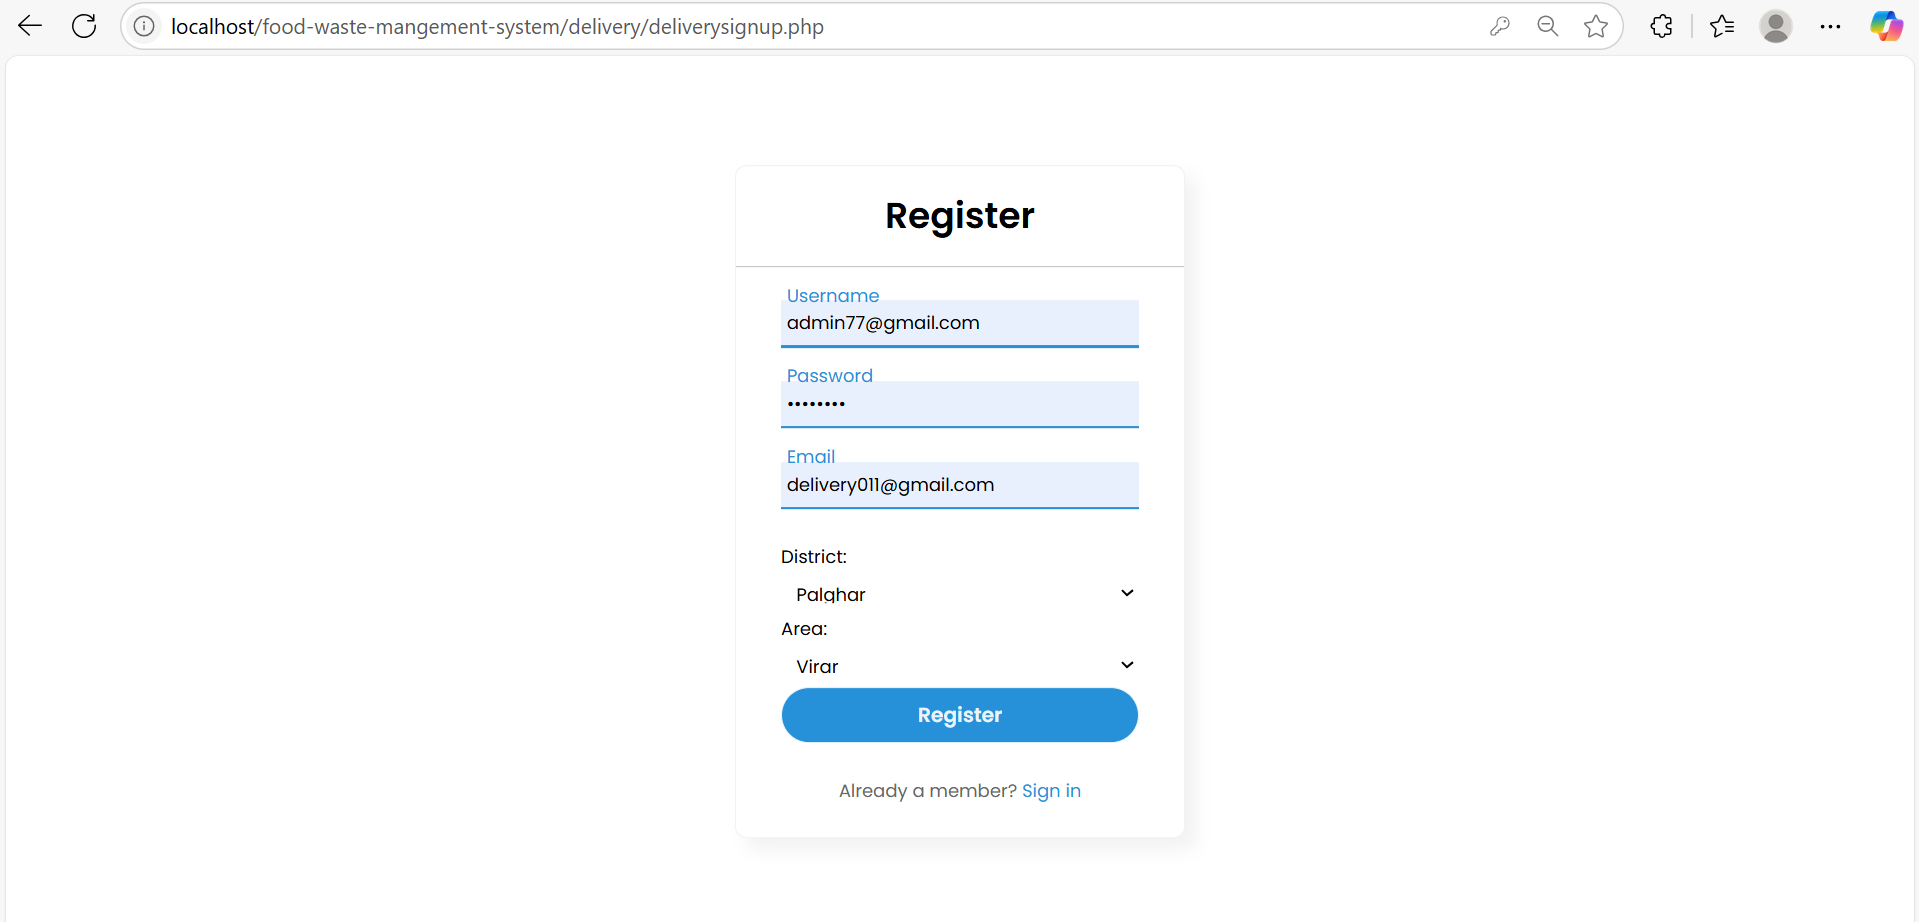 localhost/food-waste-mangement-system/delivery/deliverysignup.php
Register
Username
admin77@gmail.com
Password
••••••••
Email
delivery011@gmail.com
District:
Palghar
Area:
Virar
Register
Already a member? Sign in